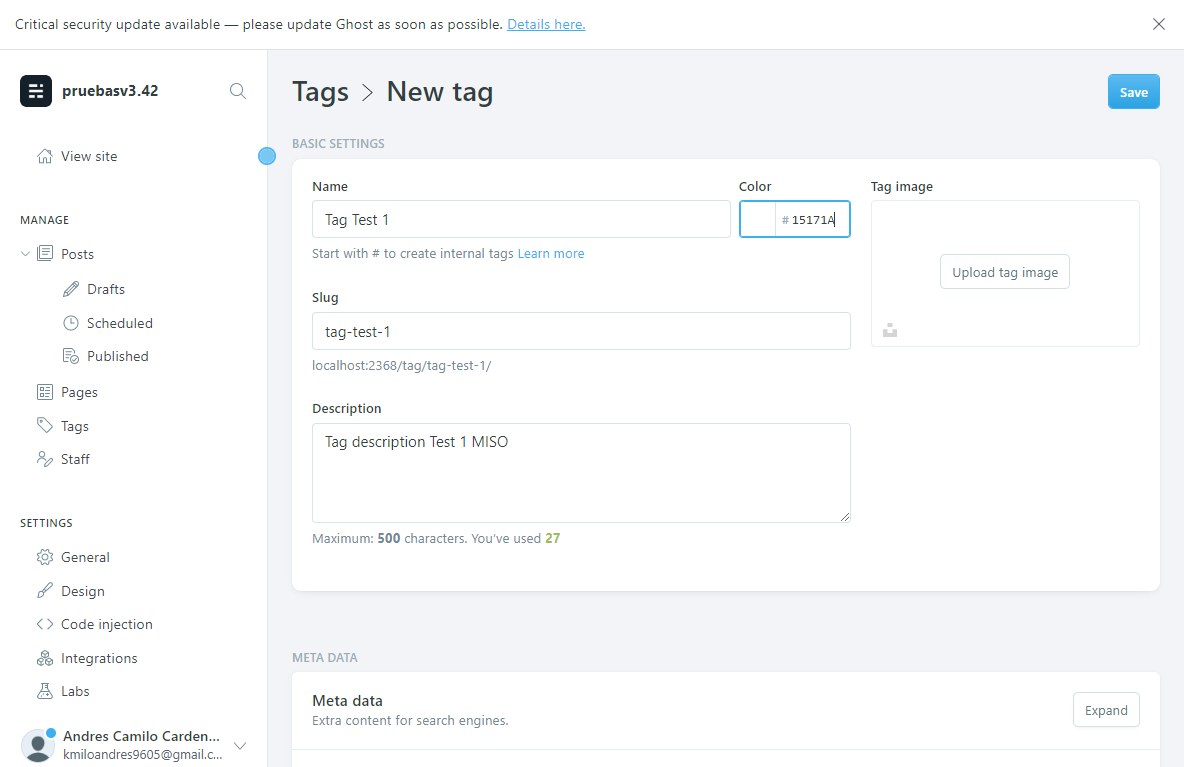 Critical security update available — please update Ghost as soon as possible. Details here.
pruebasv3.42
View site
MANAGE
Posts
Drafts
Scheduled
Published
Pages
Tags
Staff
SETTINGS
General
Design
Code injection
Integrations
Labs
Andres Camilo Carden...
kmiloandres9605@gmail.c...
Tags > New tag
Save
BASIC SETTINGS
Name
Tag Test 1
Start with # to create internal tags Learn more
Color
# 15171A
Slug
tag-test-1
localhost:2368/tag/tag-test-1/
Description
Tag description Test 1 MISO
Maximum: 500 characters. You've used 27
Tag image
Upload tag image
META DATA
Meta data
Extra content for search engines.
Expand